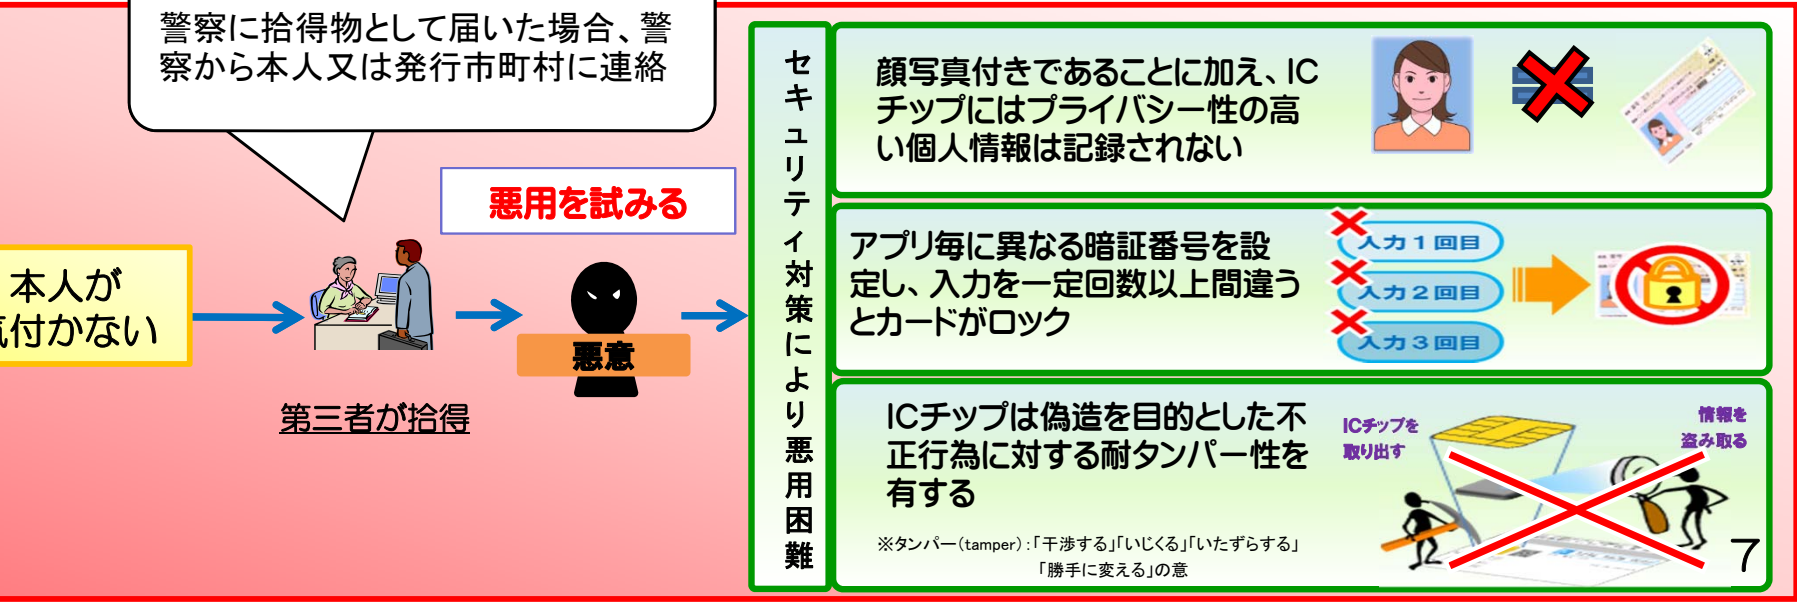 警察に拾得物として届いた場合、警
察から本人又は発行市町村に連絡
悪用を試みる
本人が
気付かない
悪意
第三者が拾得
セキュリティ対策により悪用困難
顔写真付きであることに加え、IC
チップにはプライバシー性の高
い個人情報は記録されない
アプリ毎に異なる暗証番号を設
定し、入力を一定回数以上間違う
とカードがロック
入力1回目
入力2回目
入力3回目
ICチップは偽造を目的とした不
正行為に対する耐タンパー性を
有する
※タンパー(tamper):「干渉する」「いじくる」「いたずらする」
「勝手に変える」の意
ICチップを
取り出す
情報を
盗み取る
7